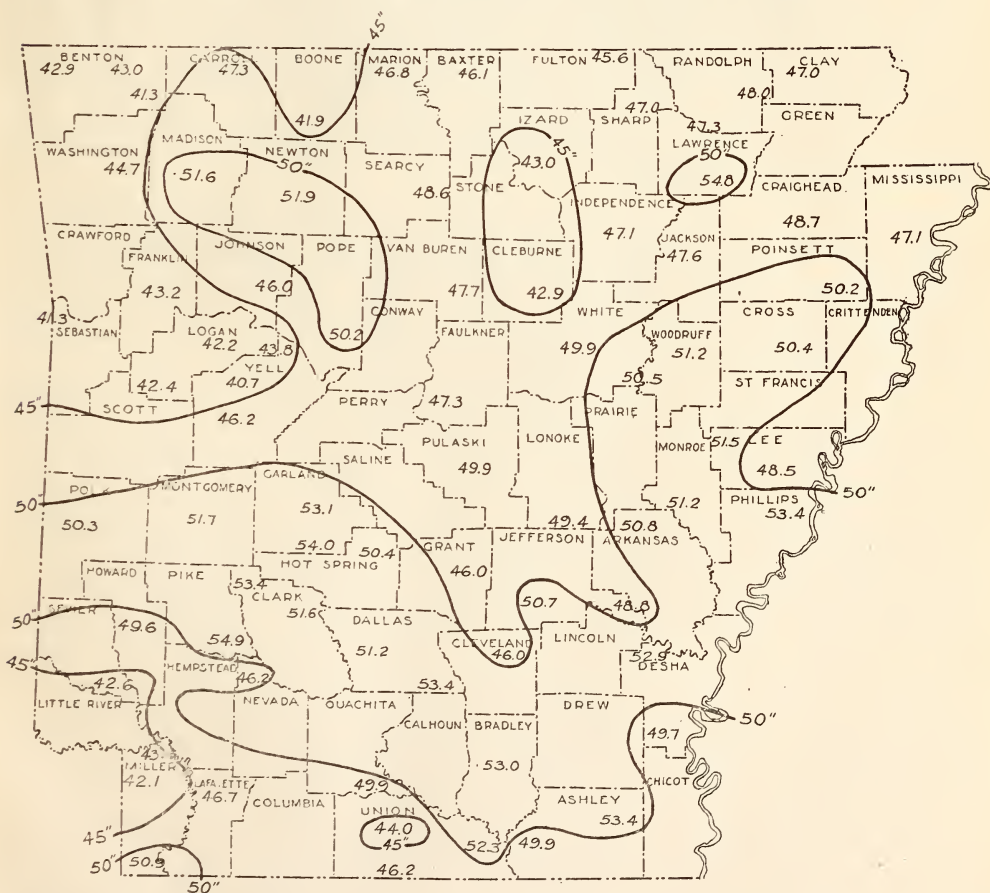 45"
BENTON
CARROLL
BOONE
MARION
BAXTER
FULTON
45.6
RANDOLPH
CLAY
42.9
43.0
47.3
46.8
46.1
47.0
41.3
47.0
48.0
GREEN
41.9
IZARD
SHARP
47.3
MADISON
LAWRENCE
WASHINGTON
44.7
NEWTON
50"
SEARCY
43.0
45"
50"
51.6
51.9
48.6
STONE
54.8
CRAIGHEAD.
MISSISSIPPI
INDEPENDENCE
48.7
CRAWFORD
JOHNSON
POPE
VAN BUREN
CLEBURNE
47.1
JACKSON
47.6
POINSETT
47.1
FRANKLIN
43.2
46.0
47.7
42.9
50.2
41.3
SEBASTIAN
LOGAN
42.2
43.8
50.2
CONWAY
FAULKNER
WHITE
49.9
WOODRUFF
51.2
CROSS
50.4
CRITTENDEN
42.4
YELL
40.7
50.5
ST FRANCIS
45"
SCOTT
46.2
PERRY
47.3
PRAIRIE
PULASKI
49.9
LONOKE
MONROE
51.5
LEE
48.5
SALINE
50"
POLK
MONTGOMERY
GARLAND
PHILLIPS
53.4
50"
50.3
51.7
53.1
51.2
54.0
50.4
GRANT
46.0
49.4
JEFFERSON
50.8
ARKANSAS
HOT SPRING
HOWARD
PIKE
53.4
CLARK
50.7
48.8
50"
SEVIER
49.6
51.6
DALLAS
LINCOLN
54.9
51.2
CLEVELAND
46.0
52.9
DESHA
45"
HEMPSTEAD
46.2
42.6
53.4
LITTLE RIVER
NEVADA
OUACHITA
CALHOUN
BRADLEY
DREW
50"
49.7
43.
MILLER
42.1
LAFAYETTE
46.7
53.0
CHICOT
49.9
COLUMBIA
UNION
44.0
45"
ASHLEY
53.4
45"
52.3
49.9
50"
50.9
46.2
50"